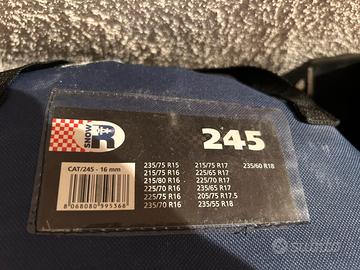 SNOW
R
245
CAT/245 - 16 mm
8 068080 995368
235/75 R15
215/75 R16
215/80 R16
225/70 R16
225/75 R16
235/70 R16
215/75 R17
225/65 R17
225/70 R17
235/65 R17
205/75 R17.5
235/55 R18
235/60 R18
subito